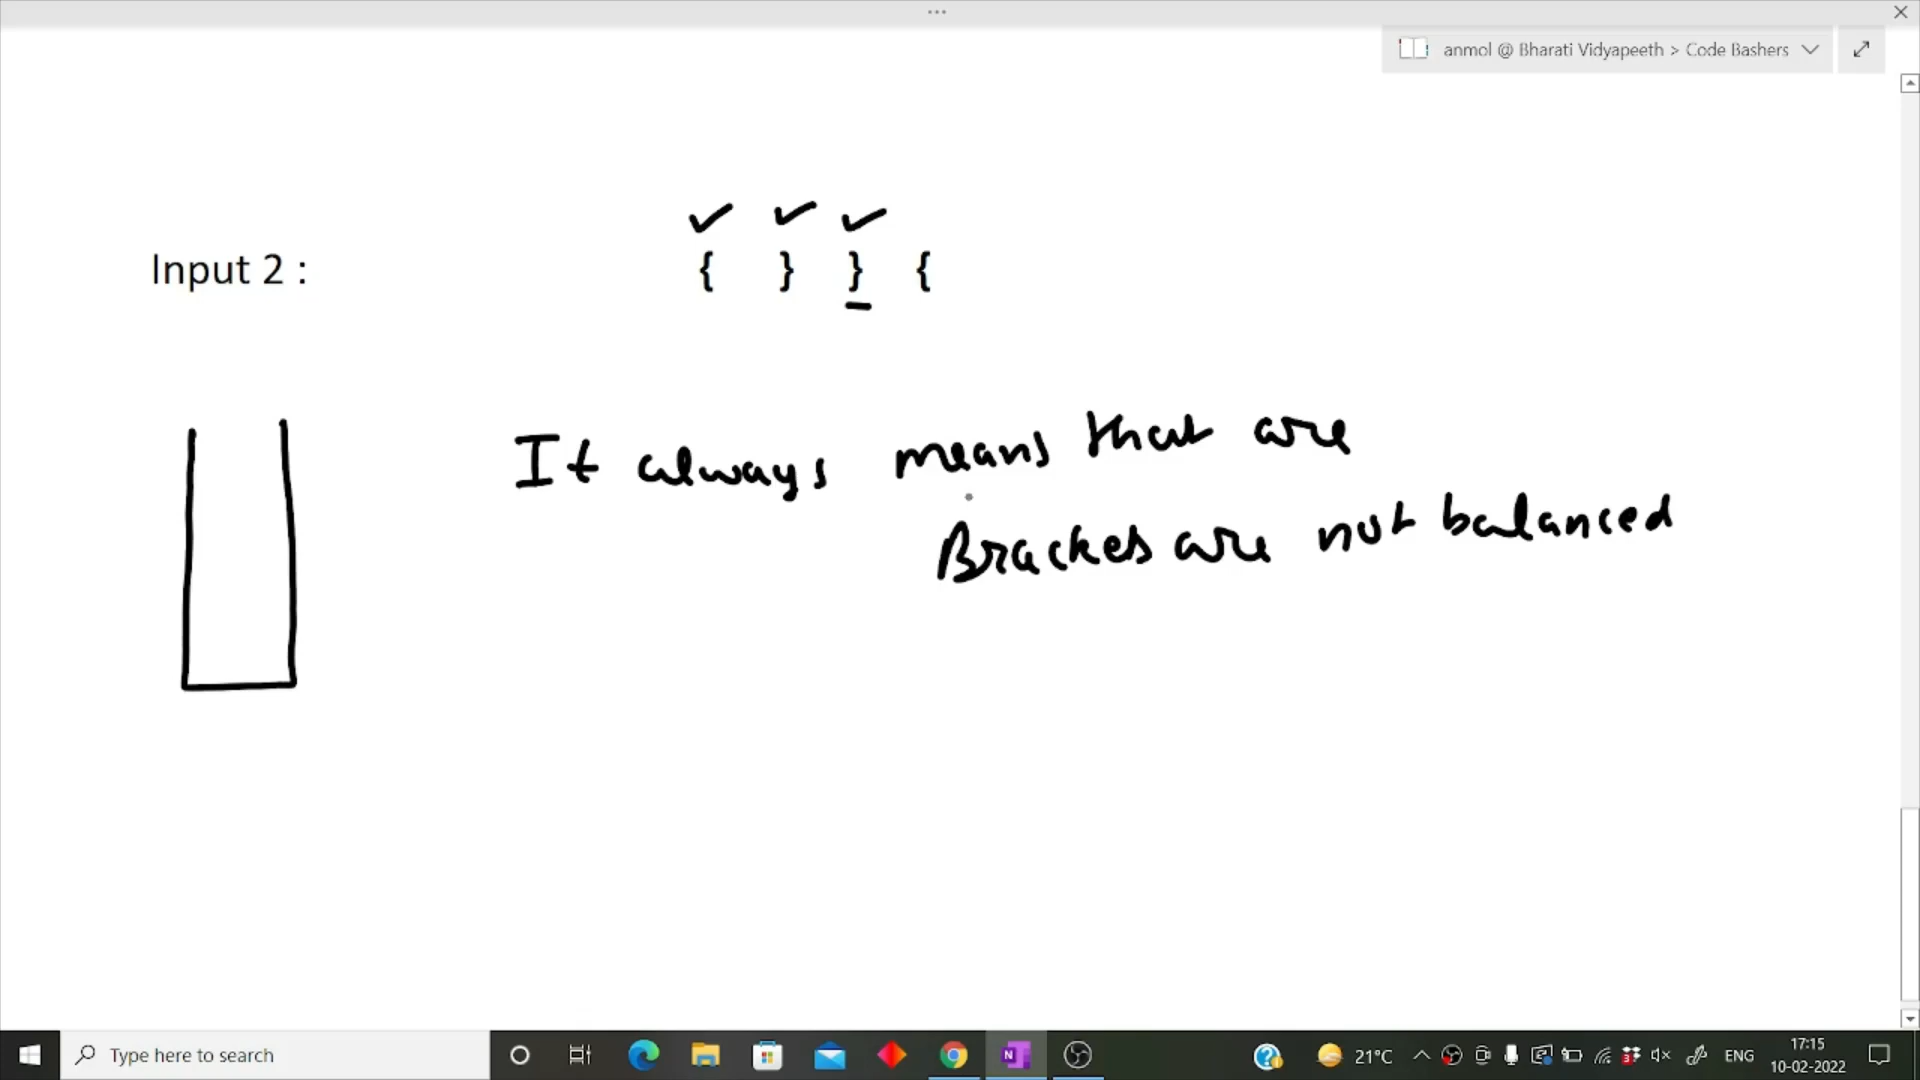 anmol @ Bharati Vidyapeeth > Code Bashers
Input 2 : { } } {
It always means that are
Brackes are not balanced
Type here to search
21°C
ENG
17:15
10-02-2022